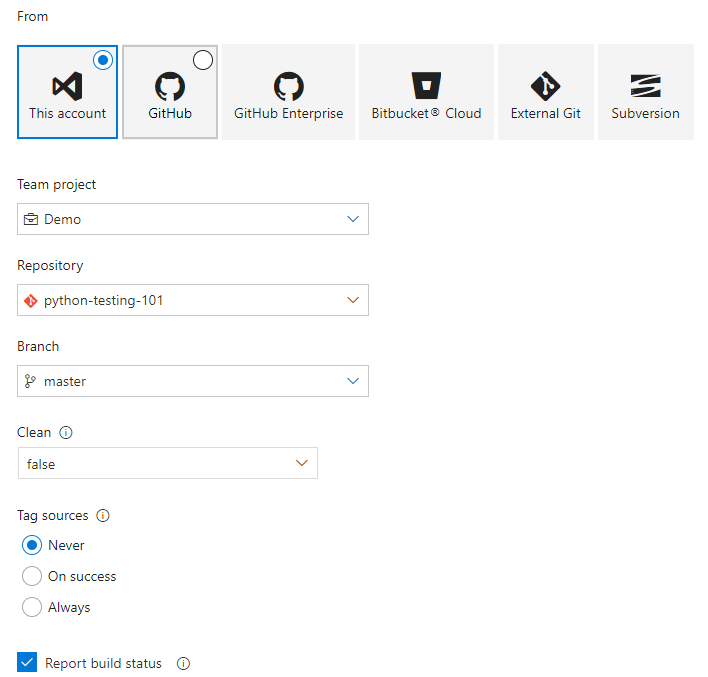 From
This account GitHub GitHub Enterprise Bitbucket® Cloud External Git Subversion
Team project
Demo
Repository
python-testing-101
Branch
master
Clean
false
Tag sources
Never
On success
Always
Report build status